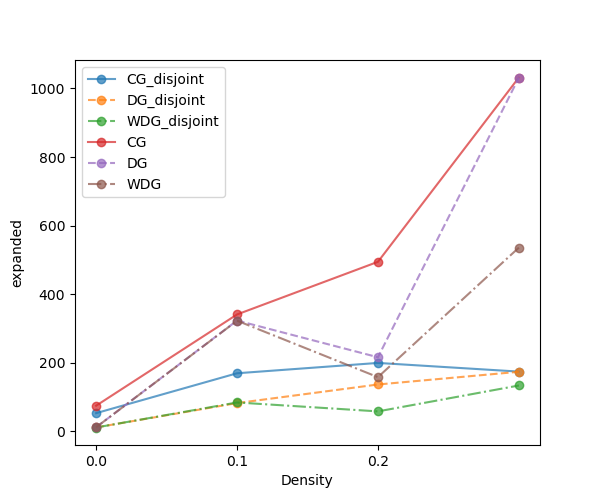 CG_disjoint
DG_disjoint
WDG_disjoint
CG
DG
WDG
1000
800
600
400
200
0
expanded
0.0 0.1 0.2
Density